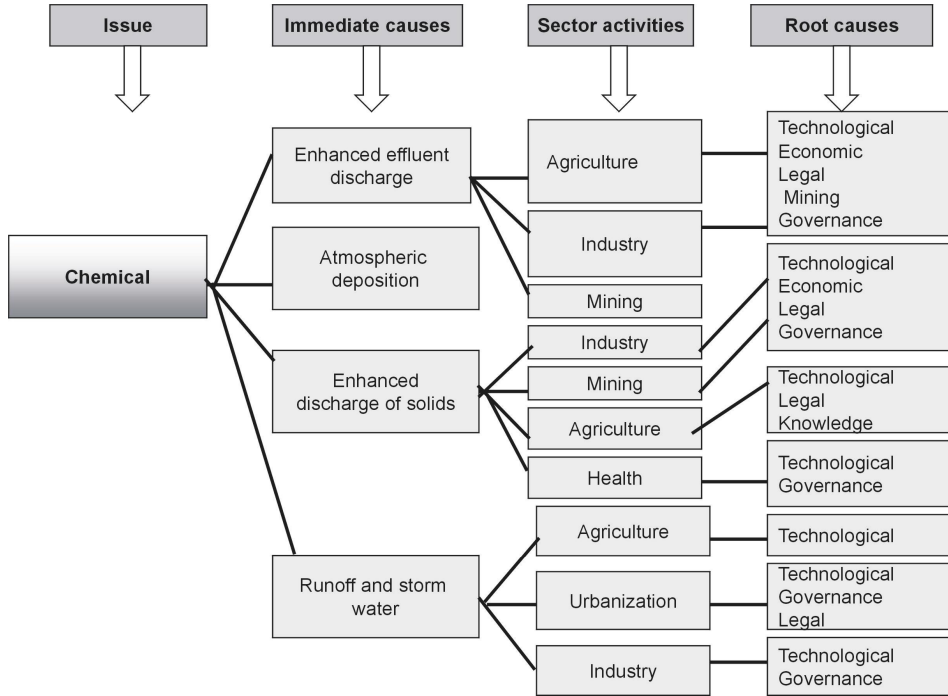 Issue
Immediate causes
Sector activities
Root causes
Chemical
Enhanced effluent
discharge
Atmospheric
deposition
Enhanced
discharge of solids
Runoff and storm
water
Agriculture
Industry
Mining
Industry
Mining
Agriculture
Health
Agriculture
Urbanization
Industry
Technological
Economic
Legal
Mining
Governance
Technological
Economic
Legal
Governance
Technological
Legal
Knowledge
Technological
Governance
Technological
Technological
Governance
Legal
Technological
Governance